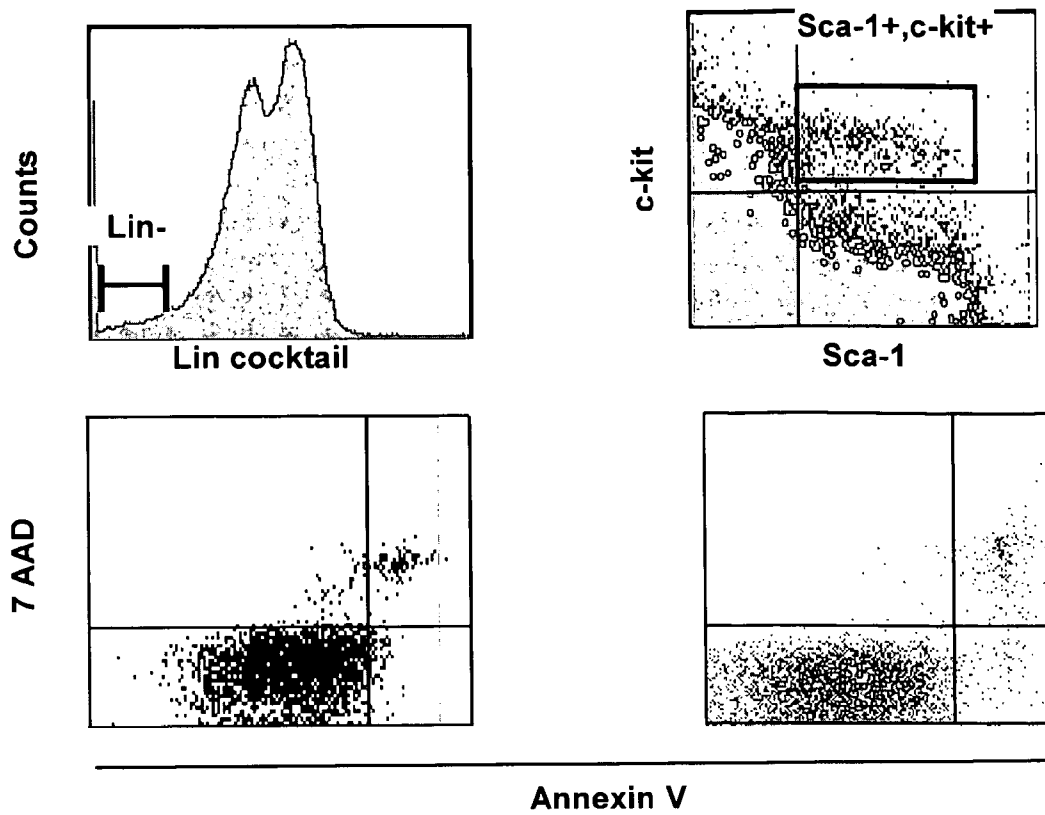 Sca-1+,c-kit+
Counts
Lin-
c-kit
Lin cocktail
Sca-1
7 AAD
Annexin V